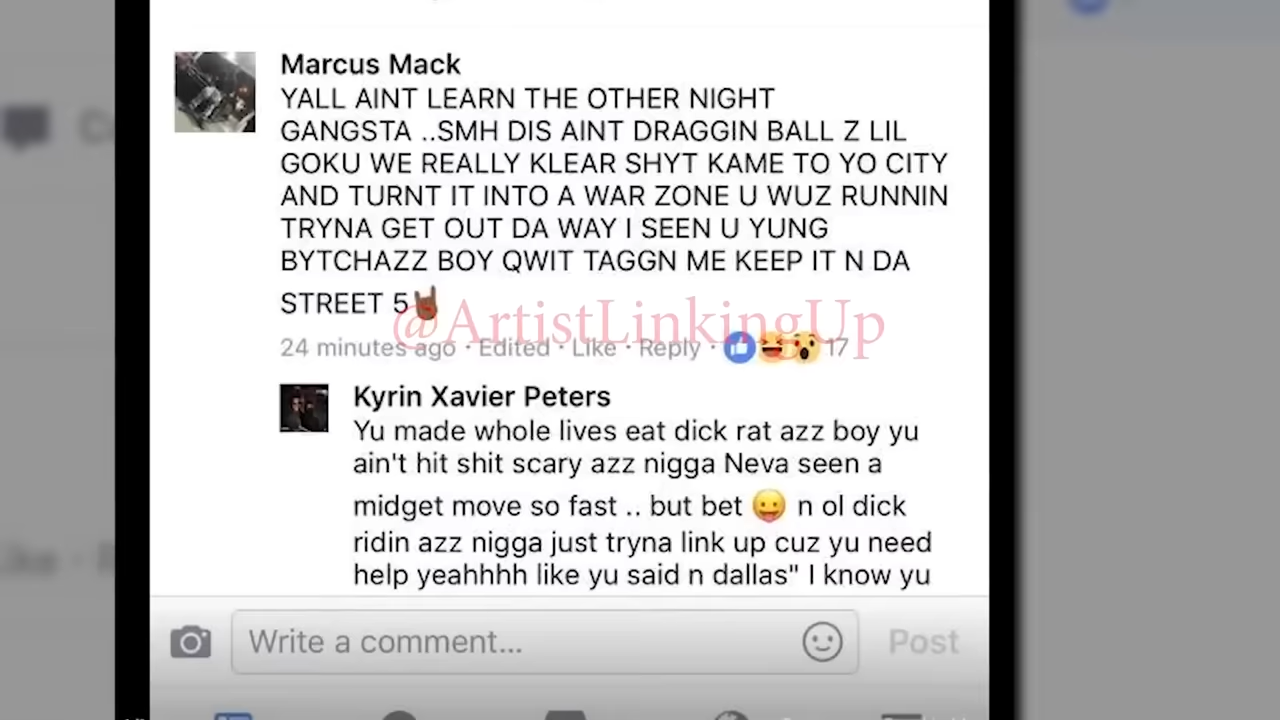 Marcus Mack
YALL AINT LEARN THE OTHER NIGHT
GANGSTA ..SMH DIS AINT DRAGGIN BALL Z LIL
GOKU WE REALLY KLEAR SHYT KAME TO YO CITY
AND TURNT IT INTO A WAR ZONE U WUZ RUNNIN
TRYNA GET OUT DA WAY I SEEN U YUNG
BYTCHAZZ BOY QWIT TAGGN ME KEEP IT N DA
STREET 5🤘🏾
@ArtistLinkingUp
24 minutes ago · Edited · Like · Reply · 17
Kyrin Xavier Peters
Yu made whole lives eat dick rat azz boy yu
ain't hit shit scary azz nigga Neva seen a
midget move so fast .. but bet 😛 n ol dick
ridin azz nigga just tryna link up cuz yu need
help yeahhhh like yu said n dallas" I know yu
Write a comment...
Post